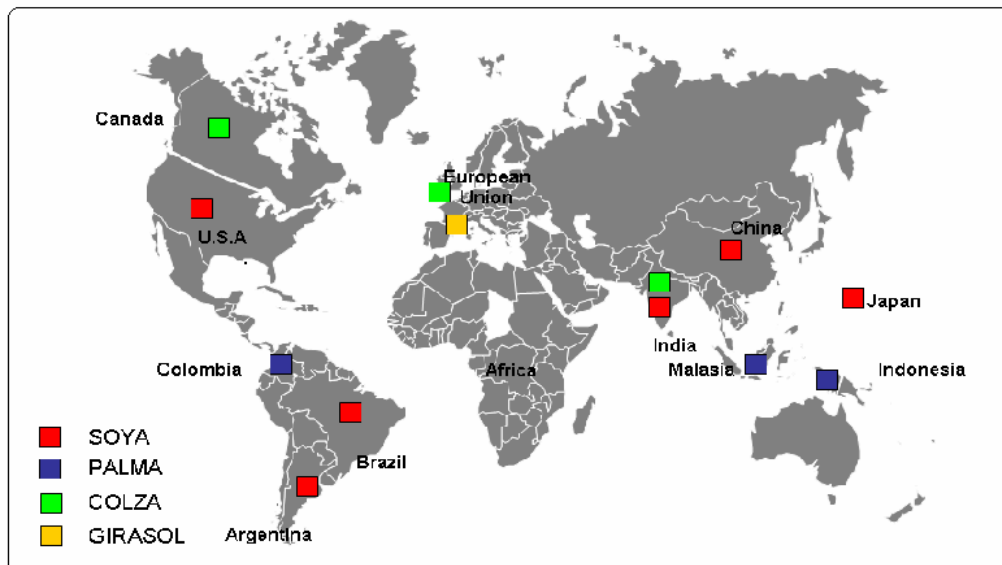 Canada
European
Union
U.S.A
China
Japan
India
Colombia
Africa
Malasia
Indonesia
SOYA
PALMA
Brazil
COLZA
GIRASOL
Argentina